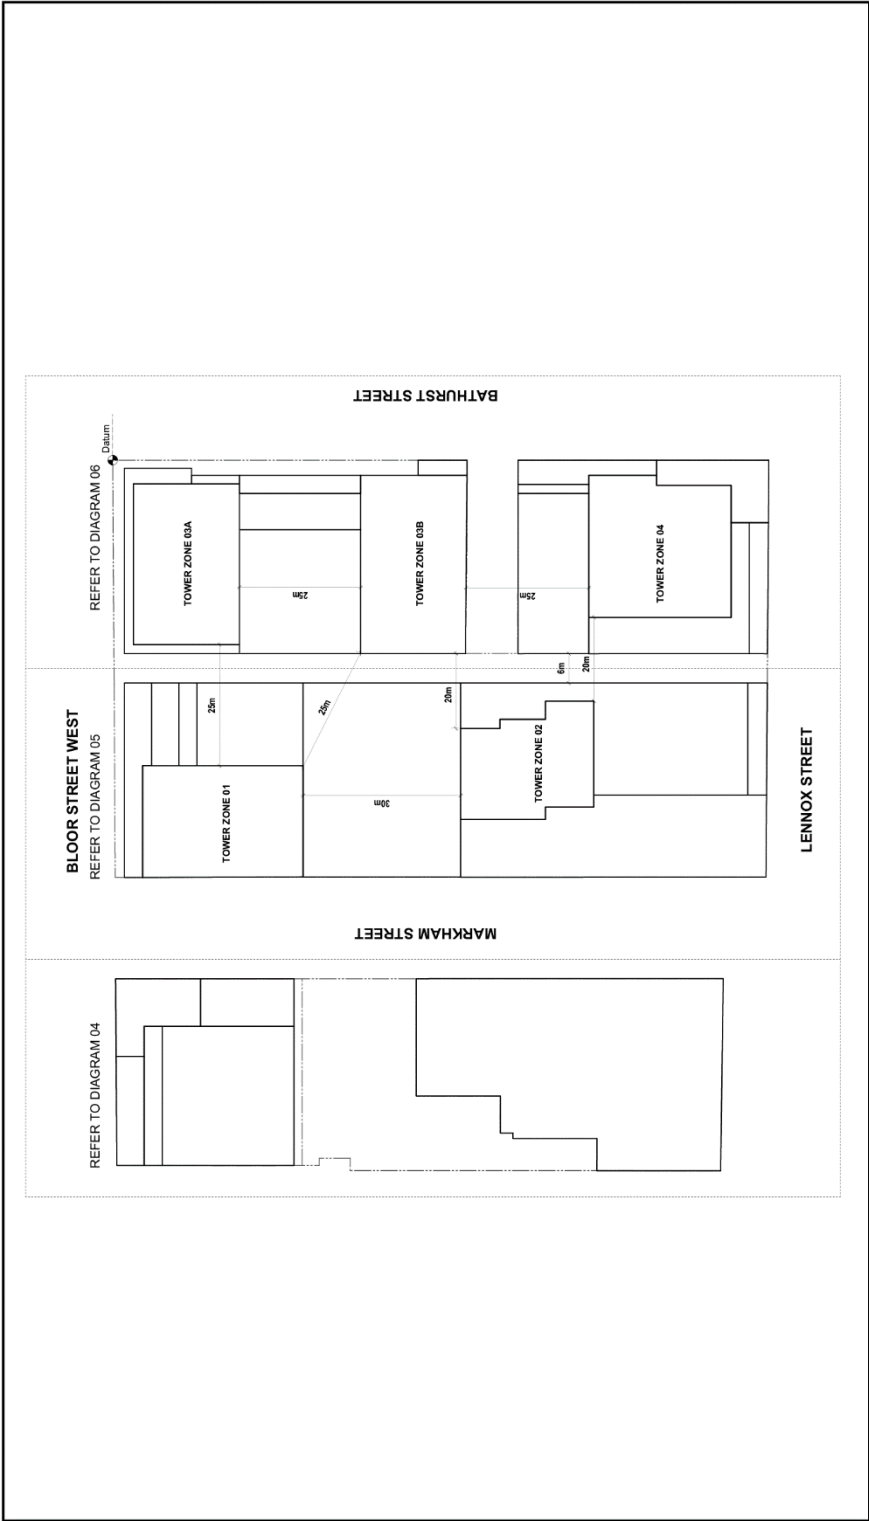 BATHURST STREET
Datum
REFER TO DIAGRAM 06
TOWER ZONE 03A
25m
TOWER ZONE 03B
25m
TOWER ZONE 04
25m
25m
20m
6m
20m
BLOOR STREET WEST
REFER TO DIAGRAM 05
TOWER ZONE 01
30m
TOWER ZONE 02
LENNOX STREET
MARKHAM STREET
REFER TO DIAGRAM 04